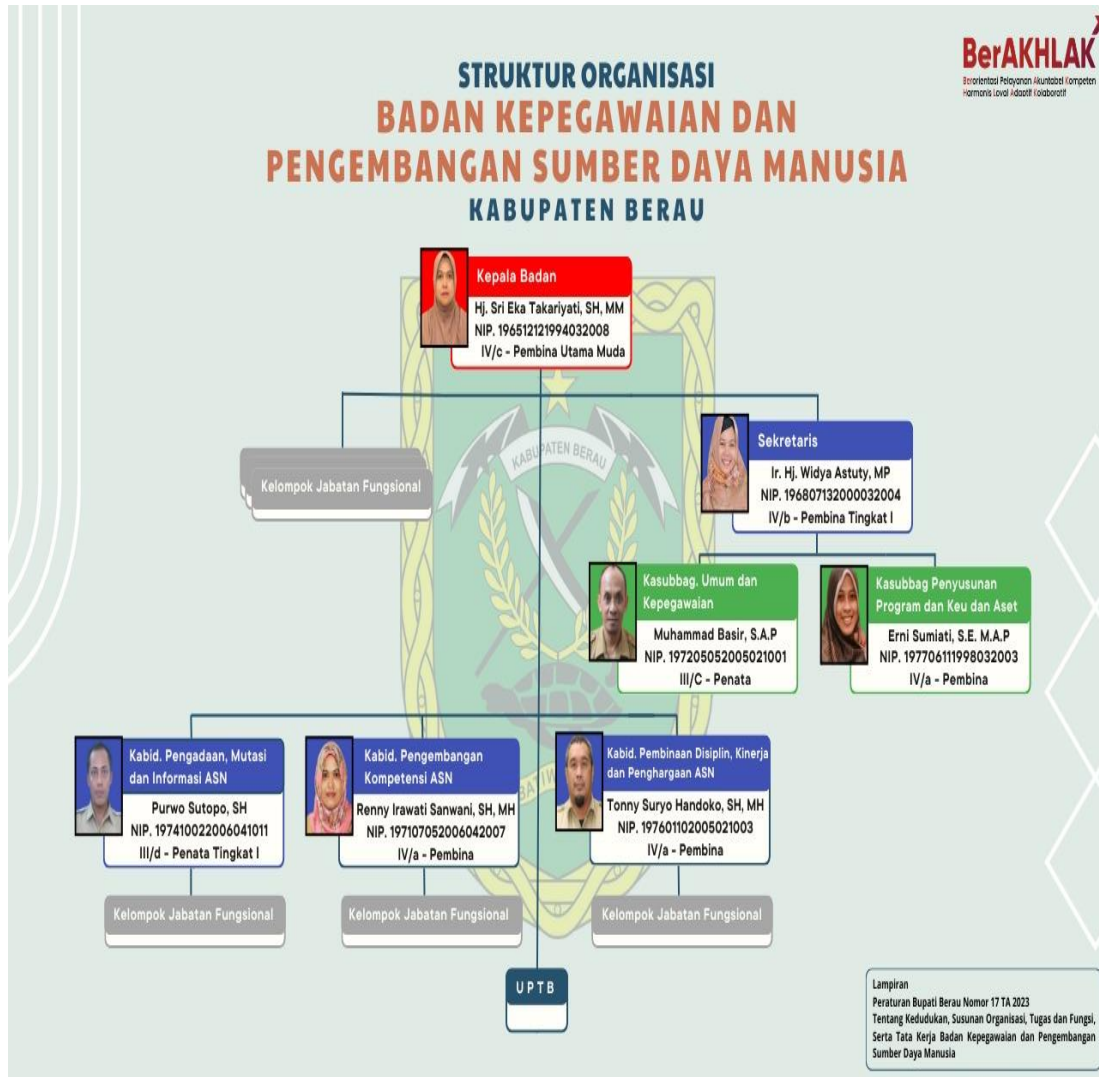 BerAKHLAK
Berorientasi Pelayanan Akuntabel Kompeten
Harmonis Loyal Adaptif Kolaboratif
STRUKTUR ORGANISASI
BADAN KEPEGAWAIAN DAN
PENGEMBANGAN SUMBER DAYA MANUSIA
KABUPATEN BERAU
Kepala Badan
Hj. Sri Eka Takariyati, SH, MM
NIP. 196512121994032008
IV/c - Pembina Utama Muda
KABUPATEN BERAU
Kelompok Jabatan Fungsional
Sekretaris
Ir. Hj. Widya Astuty, MP
NIP. 196807132000032004
IV/b - Pembina Tingkat I
Kasubbag. Umum dan
Kepegawaian
Muhammad Basir, S.A.P
NIP. 197205052005021001
III/C - Penata
Kasubbag Penyusunan
Program dan Keu dan Aset
Erni Sumiati, S.E. M.A.P
NIP. 197706111998032003
IV/a - Pembina
Kabid. Pengadaan, Mutasi
dan Informasi ASN
Purwo Sutopo, SH
NIP. 197410022006041011
III/d - Penata Tingkat I
Kabid. Pengembangan
Kompetensi ASN
Renny Irawati Sanwani, SH, MH
NIP. 197107052006042007
IV/a - Pembina
Kabid. Pembinaan Disiplin, Kinerja
dan Penghargaan ASN
Tonny Suryo Handoko, SH, MH
NIP. 197601102005021003
IV/a - Pembina
Kelompok Jabatan Fungsional
Kelompok Jabatan Fungsional
Kelompok Jabatan Fungsional
UPTB
Lampiran
Peraturan Bupati Berau Nomor 17 TA 2023
Tentang Kedudukan, Susunan Organisasi, Tugas dan Fungsi,
Serta Tata Kerja Badan Kepegawaian dan Pengembangan
Sumber Daya Manusia